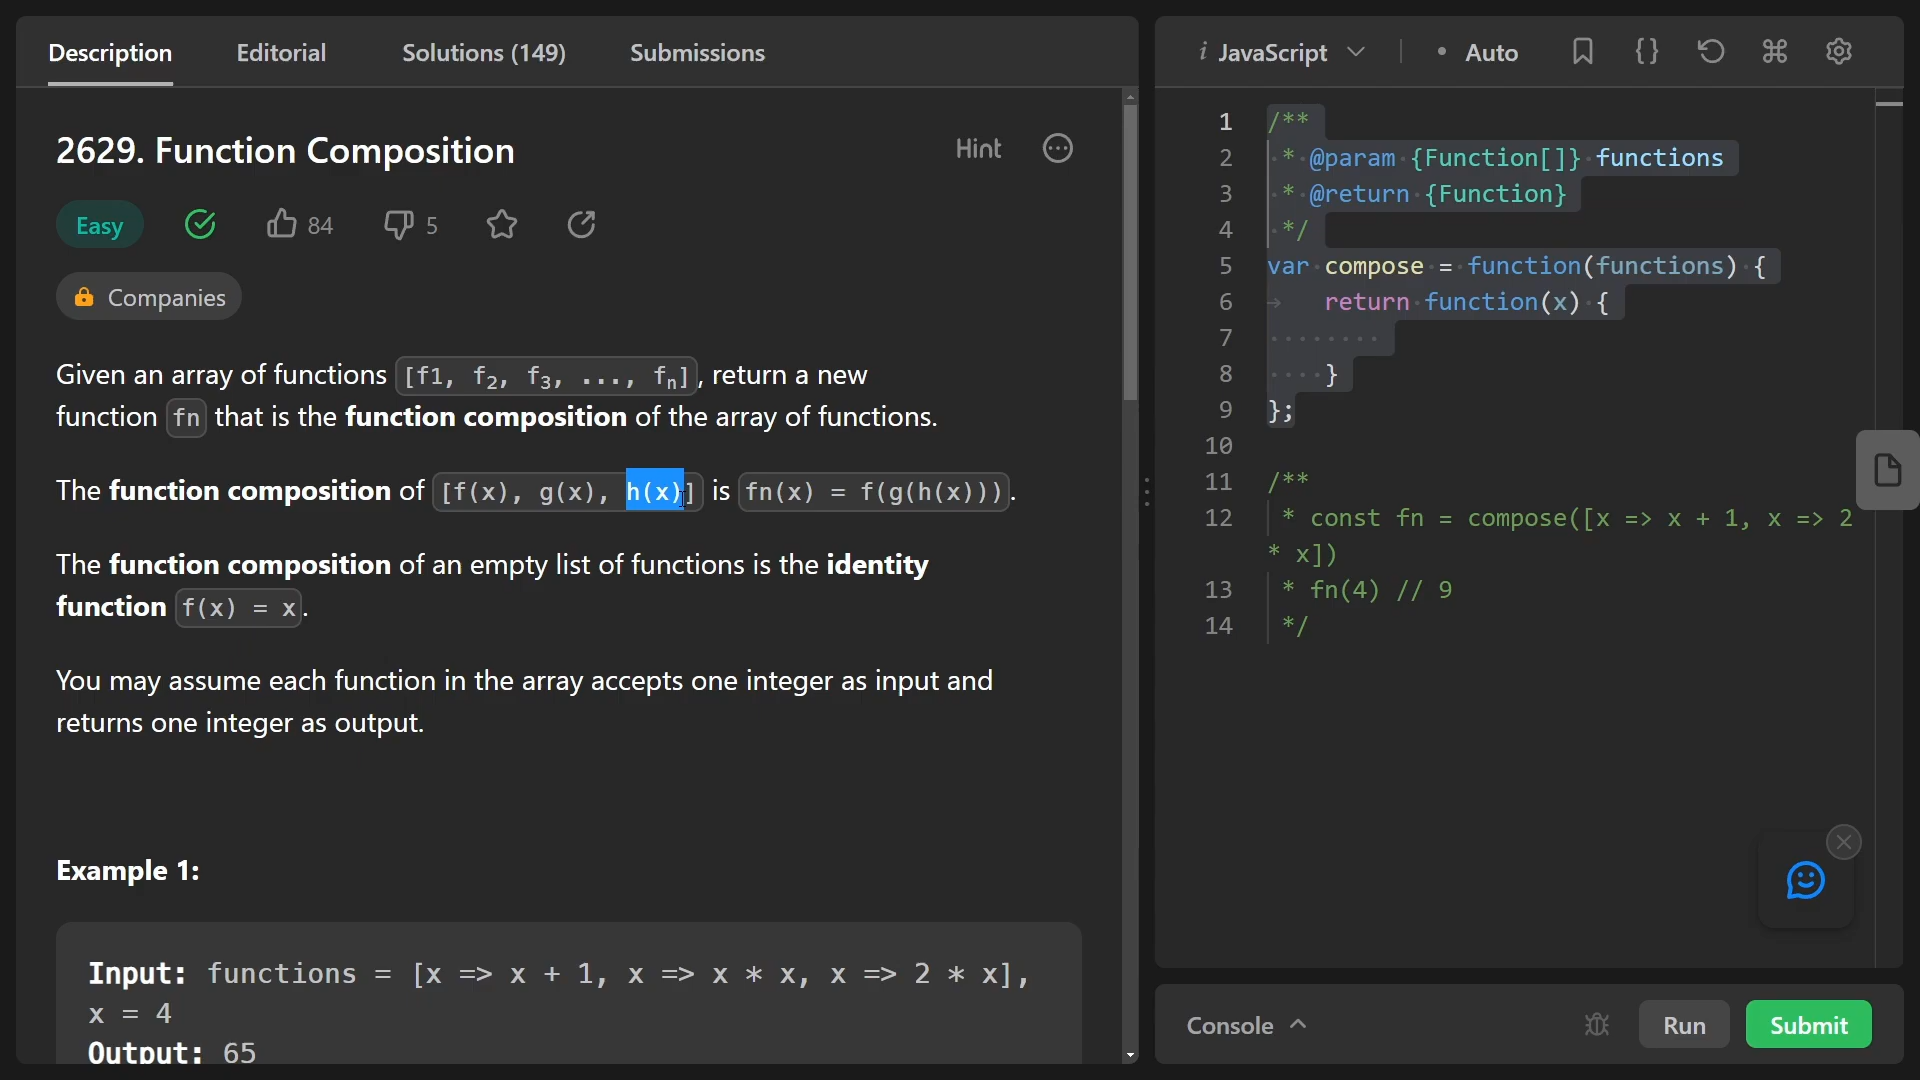 Description Editorial Solutions (149) Submissions
2629. Function Composition Hint
Easy 84 5
Companies
Given an array of functions [f1, f2, f3, ..., fn], return a new
function fn that is the function composition of the array of functions.
The function composition of [f(x), g(x), h(x)] is fn(x) = f(g(h(x))).
The function composition of an empty list of functions is the identity
function f(x) = x.
You may assume each function in the array accepts one integer as input and
returns one integer as output.
Example 1:
Input: functions = [x => x + 1, x => x * x, x => 2 * x],
x = 4
Output: 65
i JavaScript • Auto
1 /**
2 * @param {Function[]} functions
3 * @return {Function}
4 */
5 var compose = function(functions) {
6 return function(x) {
7
8 }
9 };
10
11 /**
12 * const fn = compose([x => x + 1, x => 2
* x])
13 * fn(4) // 9
14 */
Console Run Submit